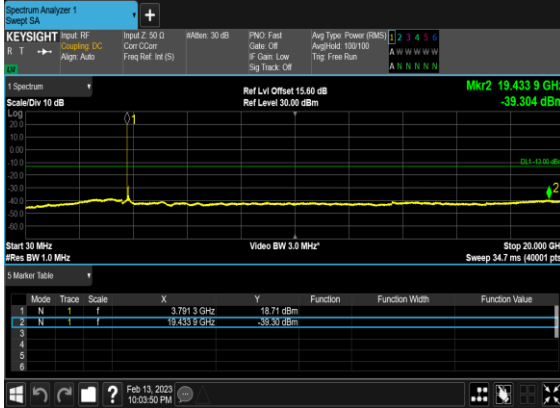 Spectrum Analyzer 1
Swept SA
+
KEYSIGHT Input: RF Input Z: 50 Ω #Atten: 30 dB PNO: Fast Avg Type: Power (RMS) 1 2 3 4 5 6
R T Coupling: DC Corr CCorr Gate: Off Avg|Hold: 100/100 A W W W W W
Align: Auto Freq Ref: Int (S) IF Gain: Low Trig: Free Run
Sig Track: Off A N N N N N
1 Spectrum
Scale/Div 10 dB
Ref Lvl Offset 15.60 dB
Ref Level 30.00 dBm
Mkr2 19.433 9 GHz
-39.304 dBm
Log
20.0
10.0
0.00
-10.0
-20.0
-30.0
-40.0
-50.0
-60.0
1
DL1 -13.00 dBm
2
Start 30 MHz Video BW 3.0 MHz* Stop 20.000 GHz
#Res BW 1.0 MHz Sweep 34.7 ms (40001 pts)
5 Marker Table
Mode Trace Scale X Y Function Function Width Function Value
1 N 1 f 3.791 3 GHz 18.71 dBm
2 N 1 f 19.433 9 GHz -39.30 dBm
3
4
5
6
?
Feb 13, 2023
10:03:50 PM